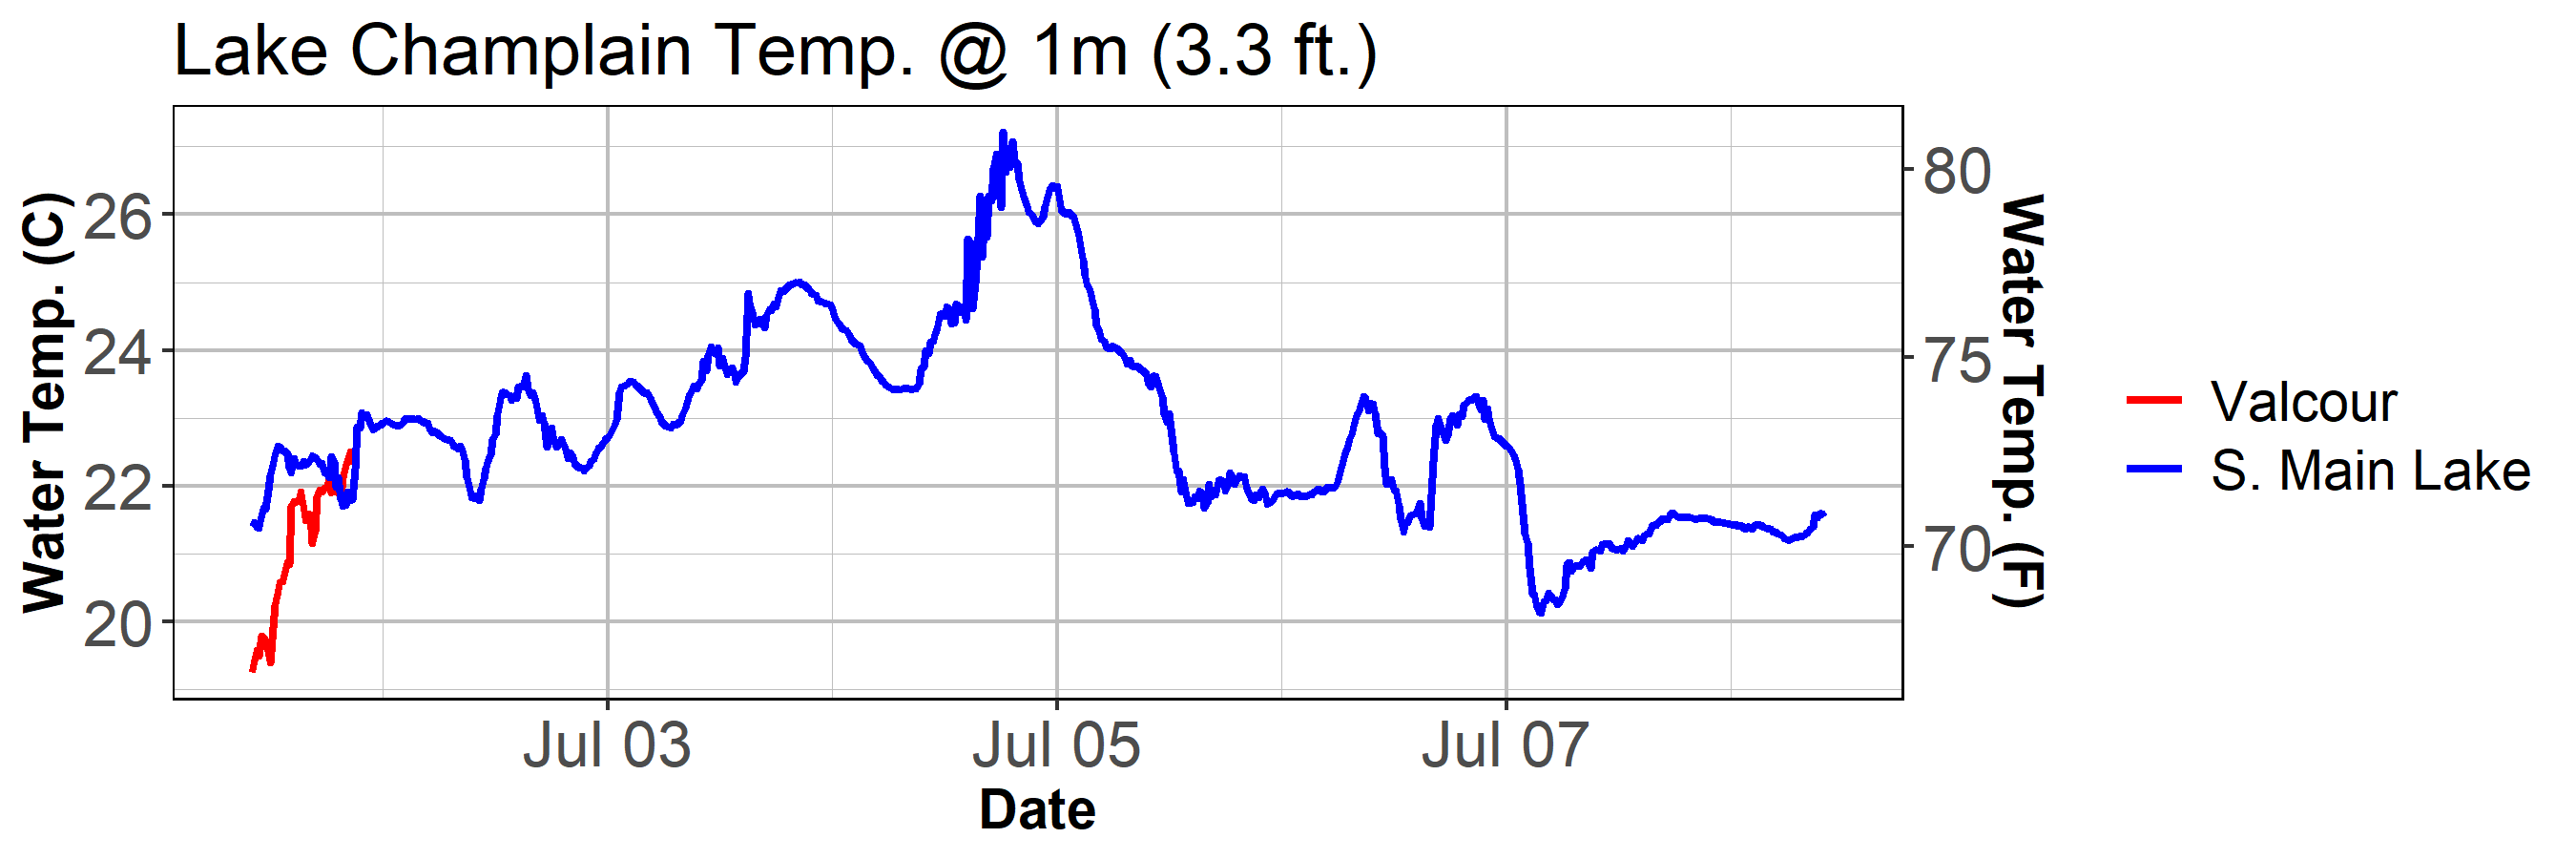 Lake Champlain Temp. @ 1m (3.3 ft.)
Water Temp. (C)
26
24
22
20
80
75
70
Water Temp. (F)
Jul 03
Jul 05
Jul 07
Date
Valcour
S. Main Lake